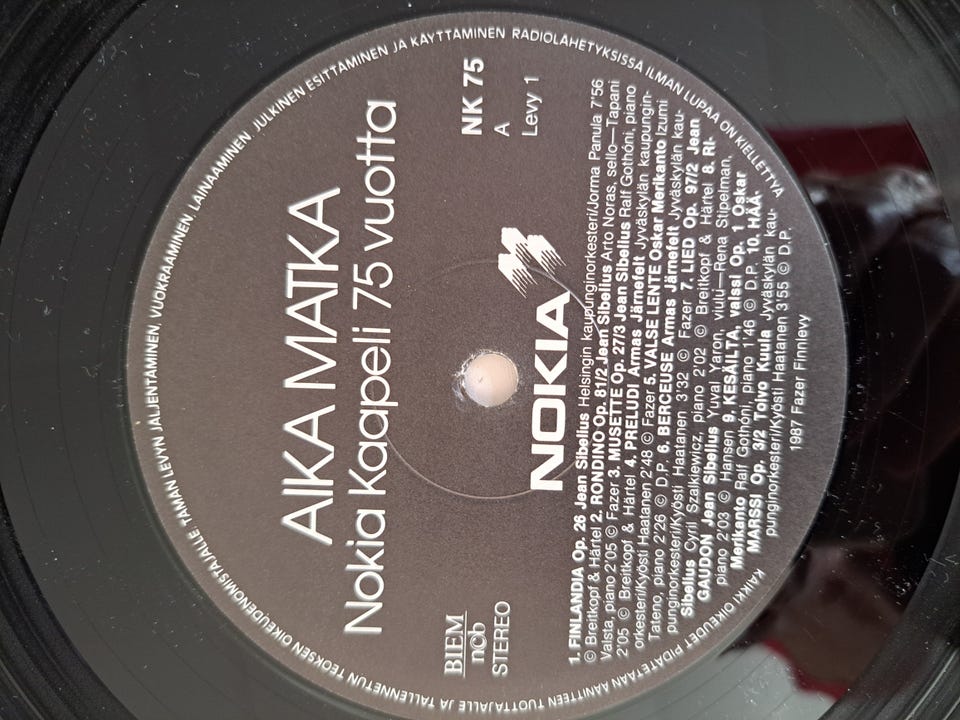 AIKA MATKA
Nokia Kaapeli 75 vuotta
BIEM
ncb
STEREO
NK 75
A
Levy 1
NOKIA
1. FINLANDIA Op. 26 Jean Sibelius Helsingin kaupunginorkesteri/Jorma Panula 7'56
© Breitkopf & Härtel 2. RONDINO Op. 81/2 Jean Sibelius Arto Noras, sello—Tapani
Valsta, piano 2'05 © Fazer 3. MUSETTE Op. 27/3 Jean Sibelius Ralf Gothóni, piano
2'05 © Breitkopf & Härtel 4. PRELUDI Armas Järnefelt Jyväskylän kaupungin-
orkesteri/Kyösti Haatanen 2'48 © Fazer 5. VALSE LENTE Oskar Merikanto Izumi
Tateno, piano 2'26 © D.P. 6. BERCEUSE Armas Järnefelt Jyväskylän kau-
punginorkesteri/Kyösti Haatanen 3'32 © Fazer 7. LIED Op. 97/2 Jean
Sibelius Cyril Szalkiewicz, piano 2'02 © Breitkopf & Härtel 8. RI-
GAUDON Jean Sibelius Yuval Yaron, viulu—Rena Stipelman,
piano 2'03 © Hansen 9. KESÄILTA, valssi Op. 1 Oskar
Merikanto Ralf Gothóni, piano 1'46 © D.P. 10. HÄÄ-
MARSSI Op. 3/2 Toivo Kuula Jyväskylän kau-
punginorkesteri/Kyösti Haatanen 3'55 © D.P.
1987 Fazer Finnlevy
KAIKKI OIKEUDET PIDÄTETÄÄN ÄÄNITTEEN TUOTTAJALLE JA TALLENNETUN TEOKSEN OIKEUDENOMISTAJALLE. TÄMÄN LEVYN JÄLJENTÄMINEN, VUOKRAAMINEN, LAINAAMINEN, JULKINEN ESITTÄMINEN JA KÄYTTÄMINEN RADIOLÄHETYKSISSÄ ILMAN LUPAA ON KIELLETTYÄ